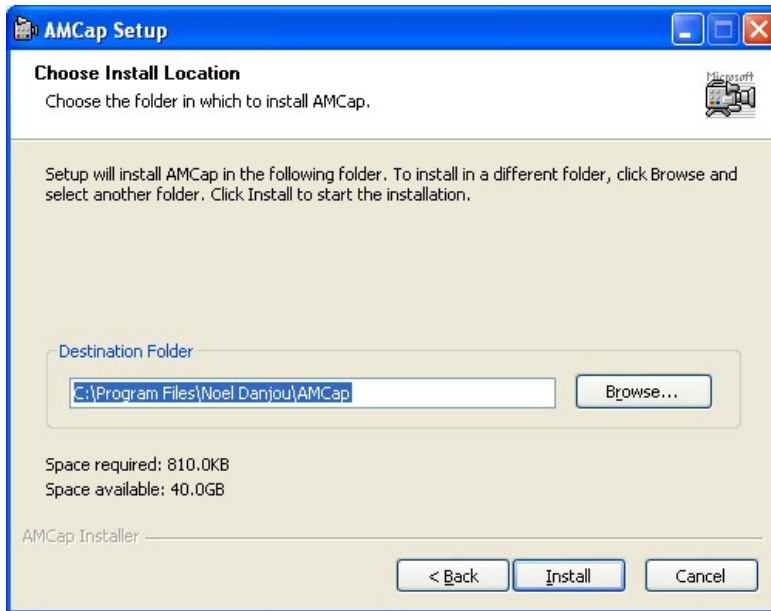 AMCap Setup
Choose Install Location
Choose the folder in which to install AMCap.
Microsoft
Setup will install AMCap in the following folder. To install in a different folder, click Browse and
select another folder. Click Install to start the installation.
Destination Folder
C:\Program Files\Noel Danjou\AMCap
Browse...
Space required: 810.0KB
Space available: 40.0GB
AMCap Installer
< Back
Install
Cancel